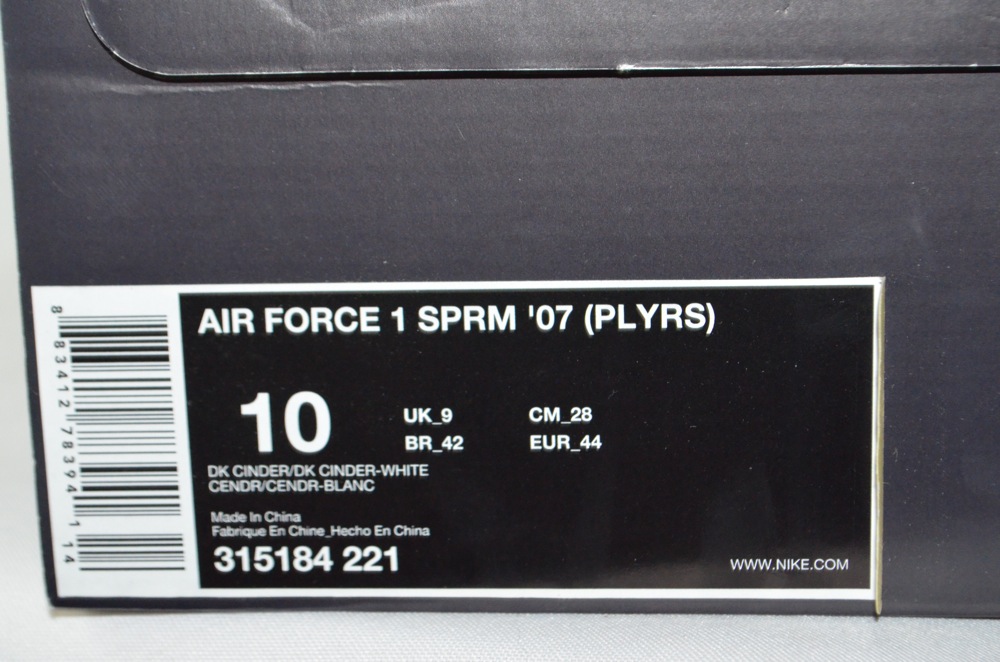 AIR FORCE 1 SPRM '07 (PLYRS)
10
UK_9 CM_28
BR_42 EUR_44
DK CINDER/DK CINDER-WHITE
CENDR/CENDR-BLANC
Made In China
Fabrique En Chine_Hecho En China
315184 221
WWW.NIKE.COM
8 83412 78394 1 14